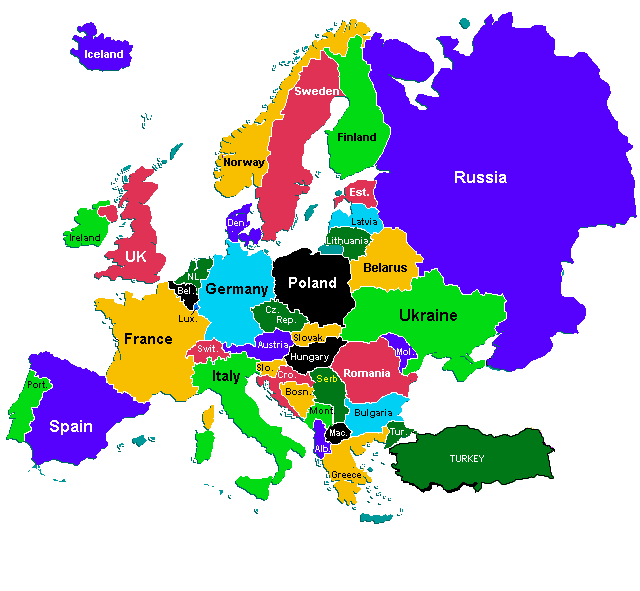 Iceland
Sweden
Finland
Norway
Russia
Est.
Latvia
Den.
Ireland
Lithuania
UK
Belarus
NL
Germany
Poland
Bel.
Cz.
Rep.
Ukraine
Lux.
France
Slovak.
Austria
Swit.
Hungary
Mol.
Slo.
Cro.
Italy
Romania
Serb
Port.
Bosn.
Mont
Bulgaria
Spain
Mac.
Tur.
Alb.
TURKEY
Greece